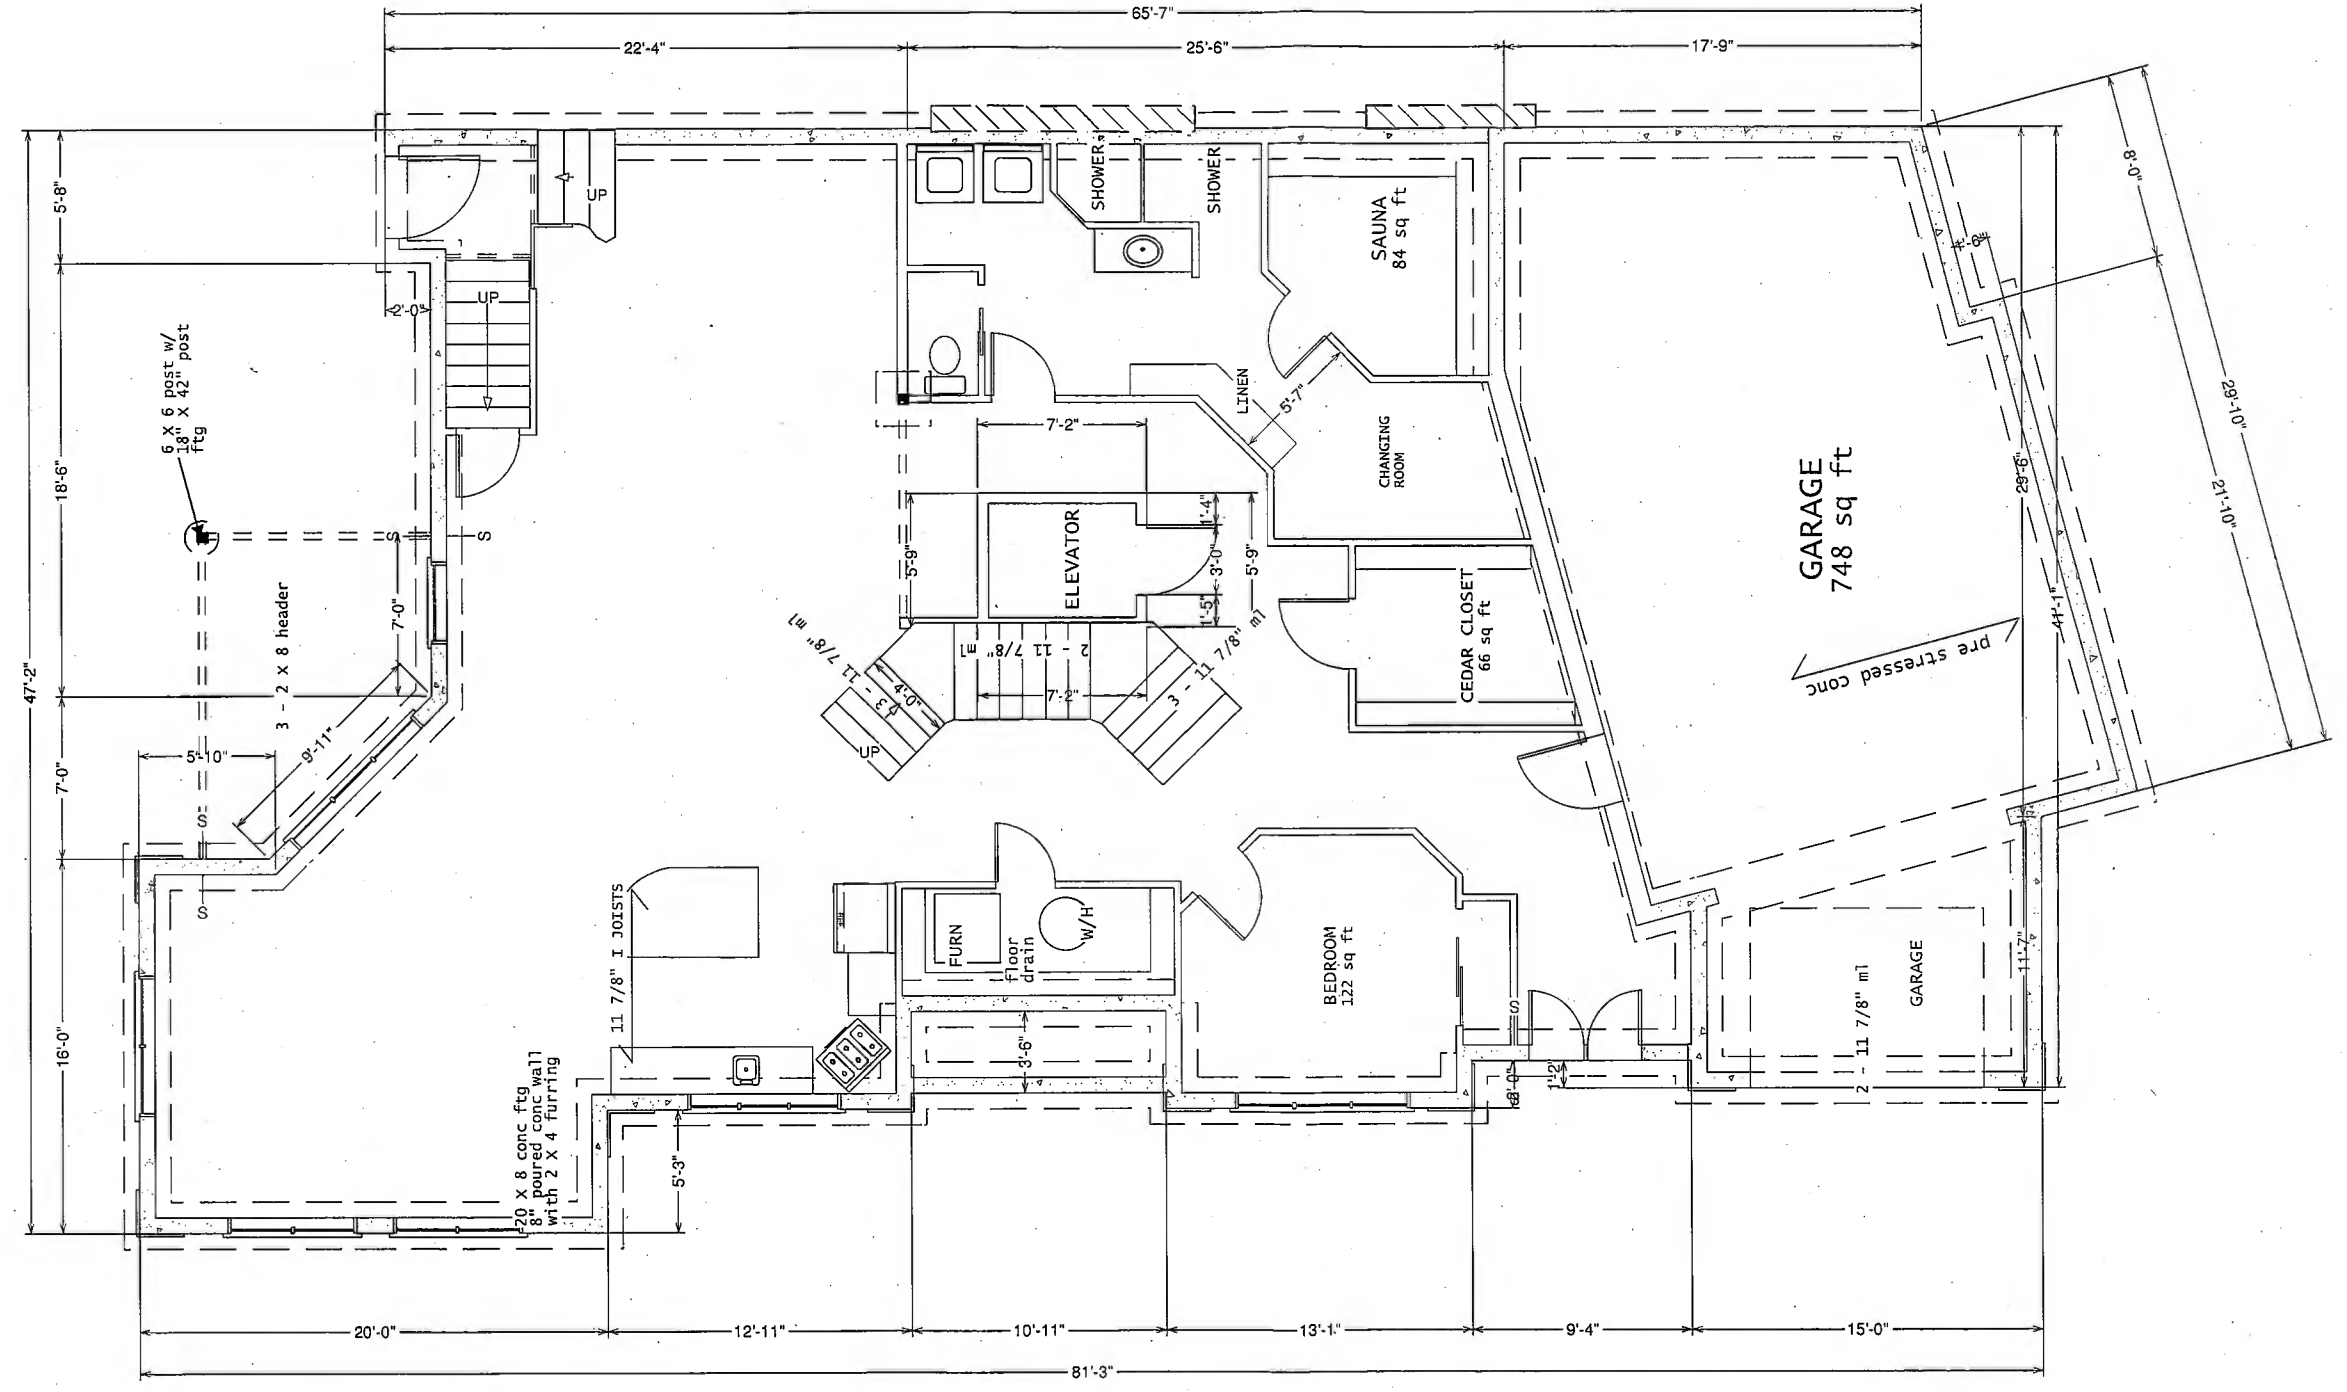 65'-7"
22'-4"
25'-6"
17'-9"
5'-8"
18'-6"
7'-0"
16'-0"
47'-2"
2'-0"
UP
UP
6 X 6 post w/
18" X 42" post
ftg
3 - 2 X 8 header
S
S
S
S
7'-0"
9'-11"
5'-10"
SHOWER
SHOWER
SAUNA
84 sq ft
LINEN
5'-7"
CHANGING
ROOM
7'-2"
ELEVATOR
5'-9"
1'-4"
3'-0"
5'-9"
1'-5"
CEDAR CLOSET
66 sq ft
3 - 11 7/8" ml
4'-0"
UP
2 - 11 7/8" ml
7'-2"
3 - 11 7/8" ml
GARAGE
748 sq ft
pre stressed conc
8'-0"
29'-10"
21'-10"
29'-6"
41'-1"
11'-7"
11 7/8" I JOISTS
FURN
floor
drain
W/H
BEDROOM
122 sq ft
S
3'-6"
1'-2"
2 - 11 7/8" ml
GARAGE
20 X 8 conc ftg
8" poured conc wall
with 2 X 4 furring
5'-3"
20'-0"
12'-11"
10'-11"
13'-1"
9'-4"
15'-0"
81'-3"